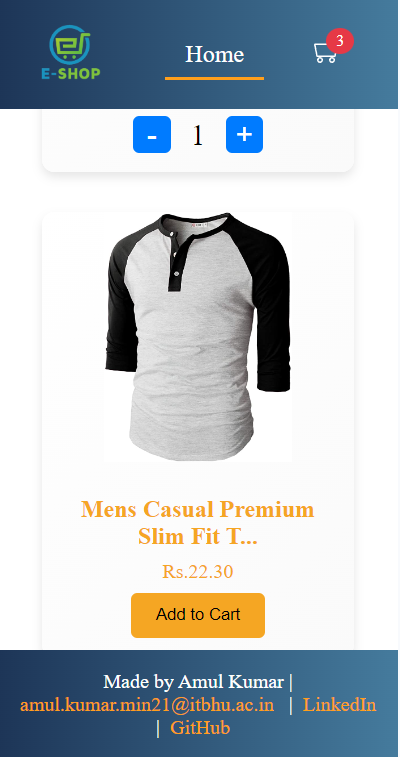 E-SHOP
Home
3
- 1 +
Mens Casual Premium
Slim Fit T...
Rs.22.30
Add to Cart
Made by Amul Kumar |
amul.kumar.min21@itbhu.ac.in | LinkedIn
| GitHub